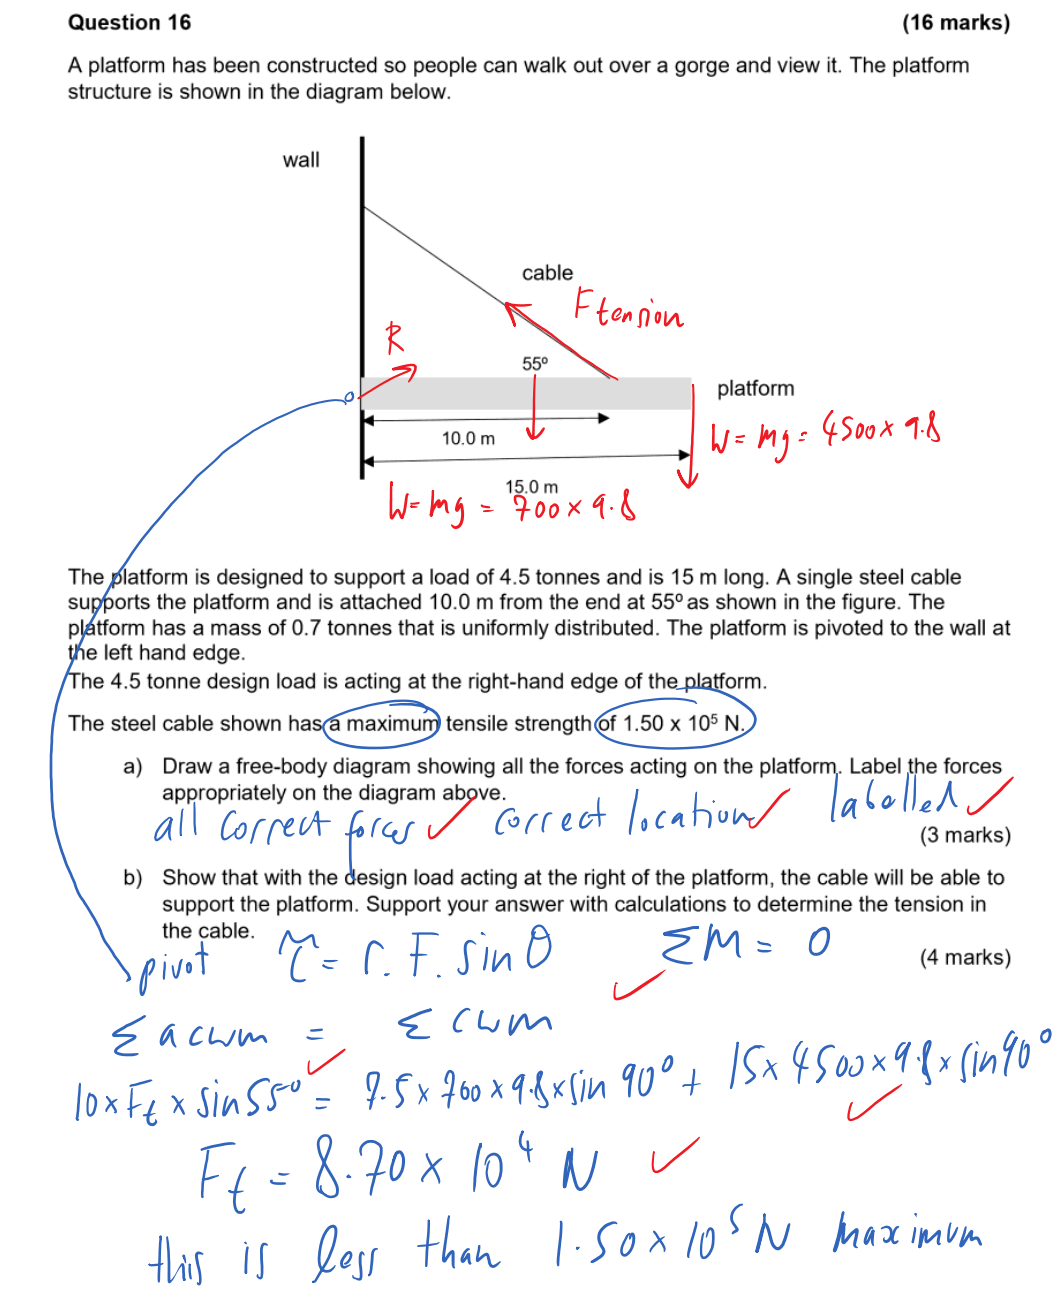 Question 16 (16 marks)
A platform has been constructed so people can walk out over a gorge and view it. The platform
structure is shown in the diagram below.
wall
cable
F tension
R
55º
platform
W = mg = 4500 x 9.8
10.0 m
15.0 m
W = mg = 700 x 9.8
The platform is designed to support a load of 4.5 tonnes and is 15 m long. A single steel cable
supports the platform and is attached 10.0 m from the end at 55º as shown in the figure. The
platform has a mass of 0.7 tonnes that is uniformly distributed. The platform is pivoted to the wall at
the left hand edge.
The 4.5 tonne design load is acting at the right-hand edge of the platform.
The steel cable shown has a maximum tensile strength of 1.50 x 10⁵ N.
a) Draw a free-body diagram showing all the forces acting on the platform. Label the forces
appropriately on the diagram above.
all correct forces ✓ correct location ✓ labelled ✓
(3 marks)
b) Show that with the design load acting at the right of the platform, the cable will be able to
support the platform. Support your answer with calculations to determine the tension in
the cable.
(4 marks)
pivot τ = r. F. sin θ ΣM = 0 ✓
Σ acwm = Σ cwm ✓
10 x Ft x sin 55° = 7.5 x 700 x 9.8 x sin 90° + 15 x 4500 x 9.8 x sin 90° ✓
Ft = 8.70 x 10⁴ N ✓
this is less than 1.50 x 10⁵ N maximum